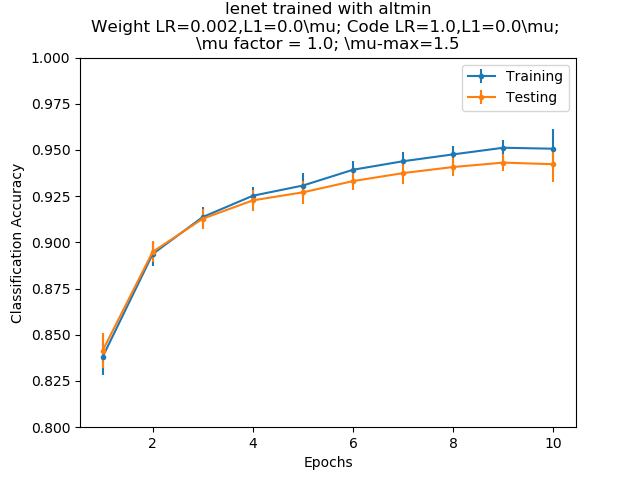 lenet trained with altmin
Weight LR=0.002,L1=0.0\mu; Code LR=1.0,L1=0.0\mu;
\mu factor = 1.0; \mu-max=1.5
Training
Testing
1.000
0.975
0.950
0.925
0.900
0.875
0.850
0.825
0.800
Classification Accuracy
2 4 6 8 10
Epochs